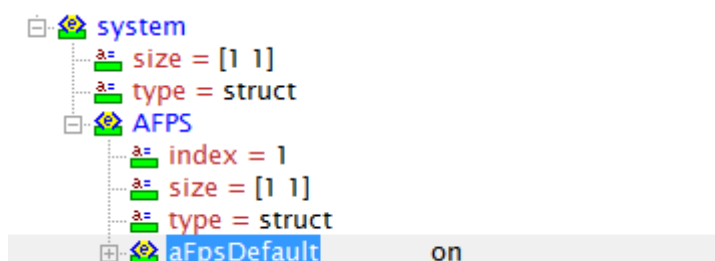 system
a= size = [1 1]
a= type = struct
AFPS
a= index = 1
a= size = [1 1]
a= type = struct
aFpsDefault on